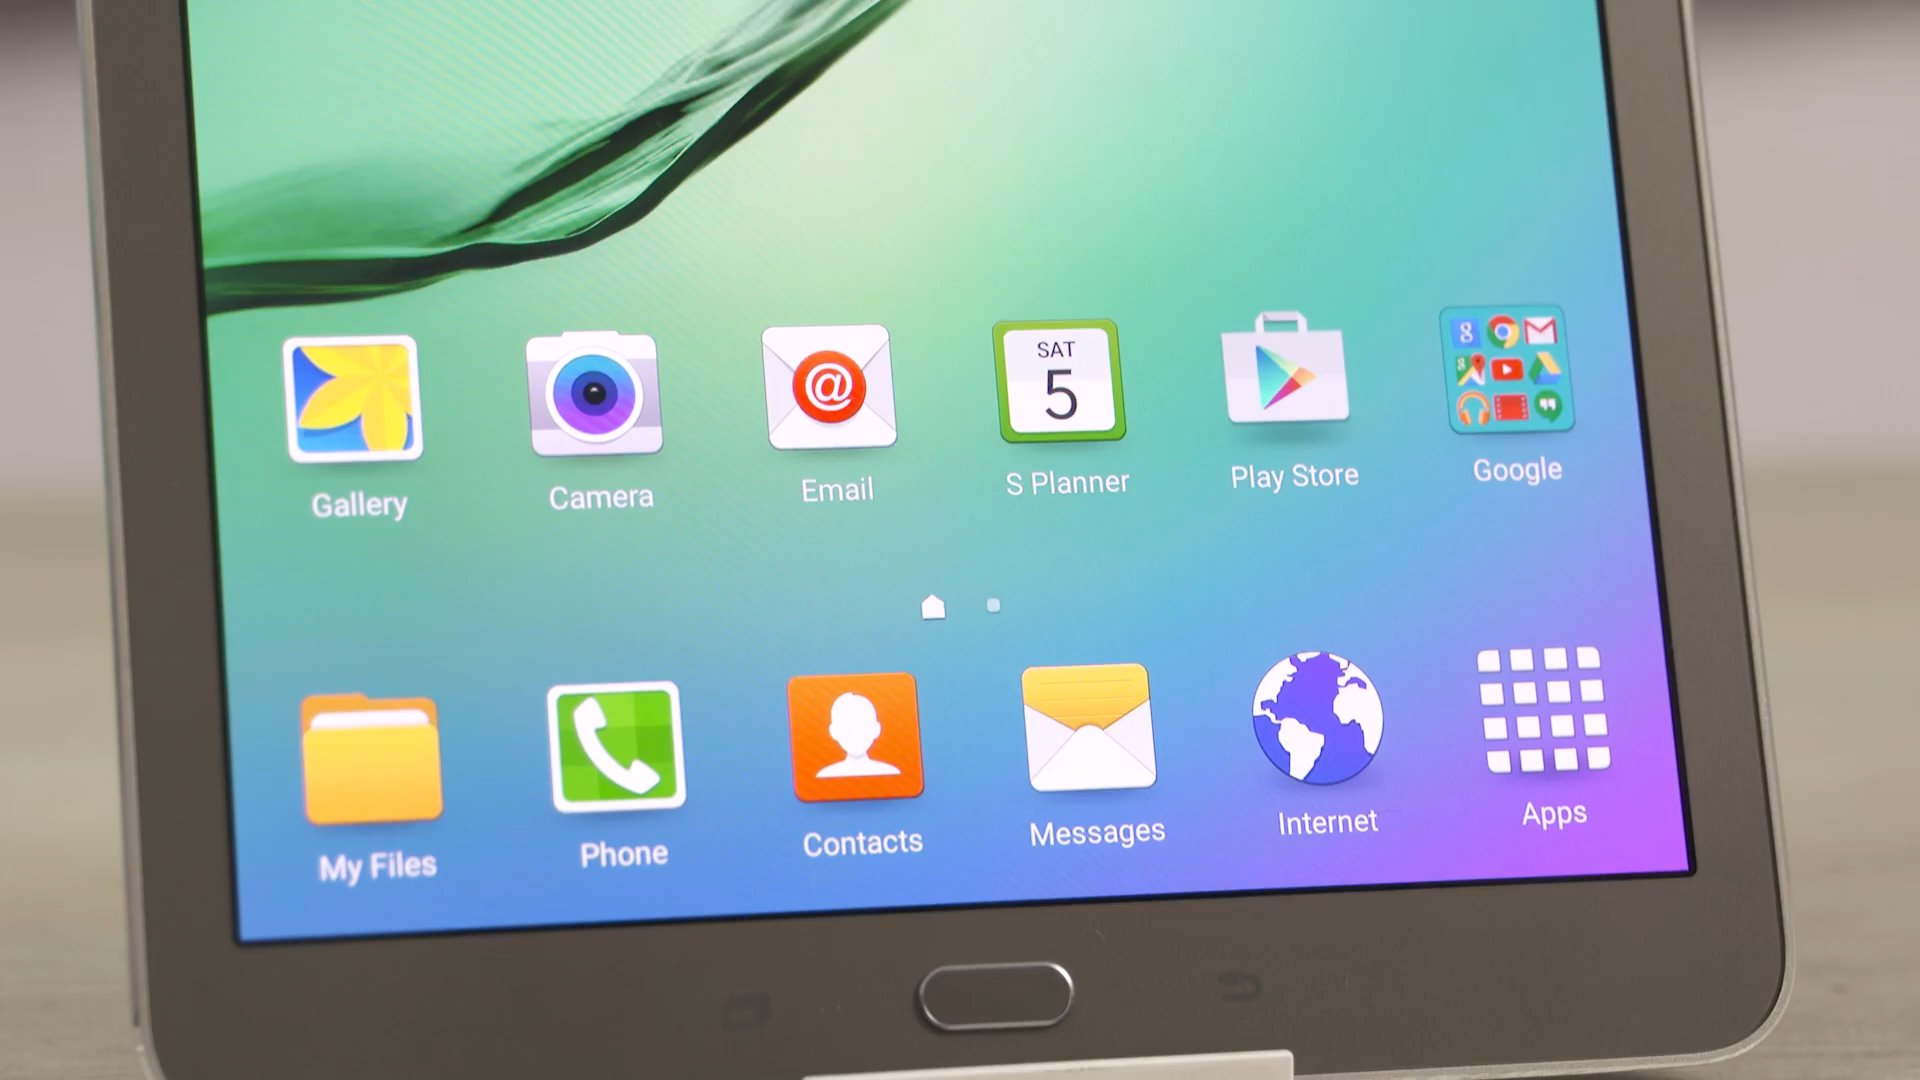 SAT
5
@
g
Gallery
Camera
Email
S Planner
Play Store
Google
My Files
Phone
Contacts
Messages
Internet
Apps